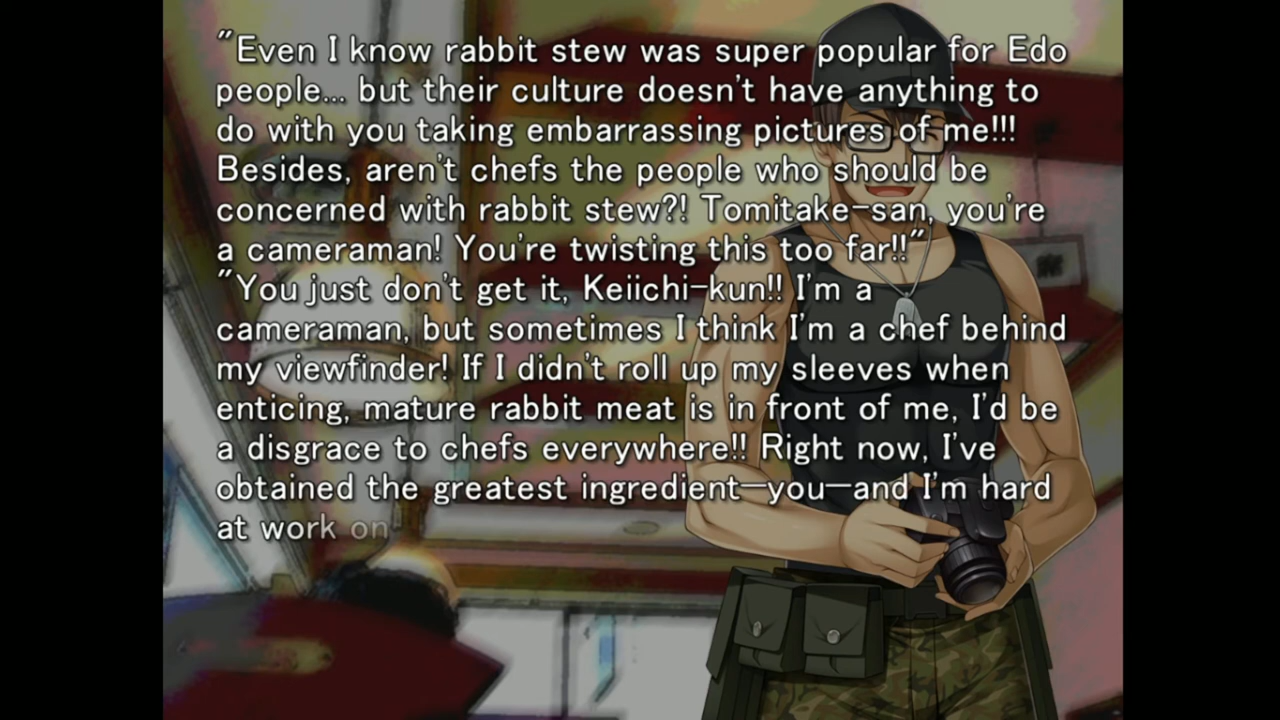 "Even I know rabbit stew was super popular for Edo
people... but their culture doesn't have anything to
do with you taking embarrassing pictures of me!!!
Besides, aren't chefs the people who should be
concerned with rabbit stew?! Tomitake-san, you're
a cameraman! You're twisting this too far!!"
"You just don't get it, Keiichi-kun!! I'm a
cameraman, but sometimes I think I'm a chef behind
my viewfinder! If I didn't roll up my sleeves when
enticing, mature rabbit meat is in front of me, I'd be
a disgrace to chefs everywhere!! Right now, I've
obtained the greatest ingredient—you—and I'm hard
at work on